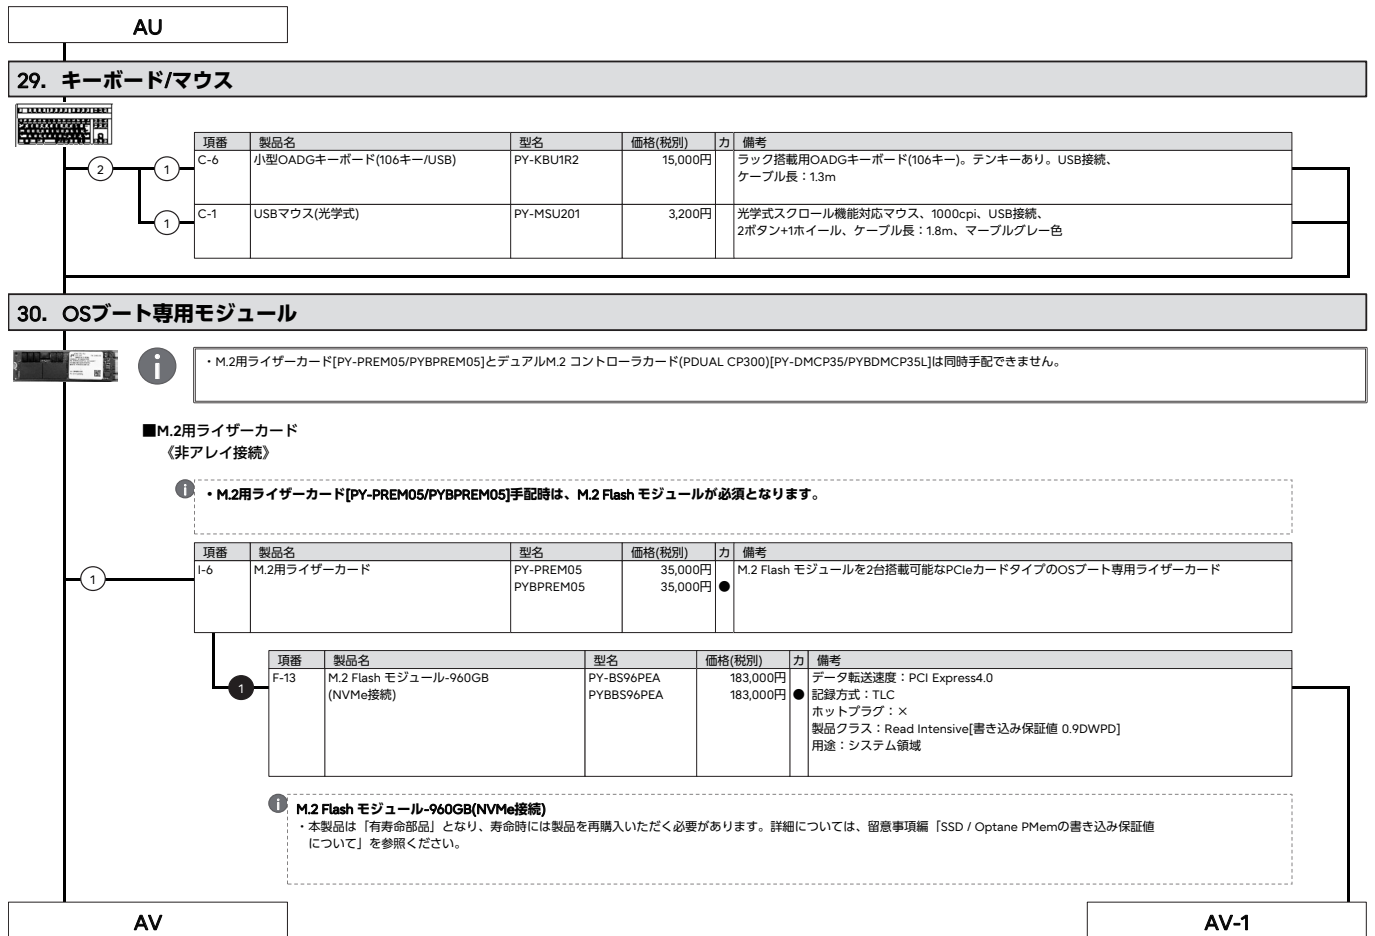 AU
29. キーボード/マウス
項番 製品名 型名 価格(税別) カ 備考
2 1 C-6 小型OADGキーボード(106キー/USB) PY-KBU1R2 15,000円 ラック搭載用OADGキーボード(106キー)。テンキーあり。USB接続、
ケーブル長：1.3m
1 C-1 USBマウス(光学式) PY-MSU201 3,200円 光学式スクロール機能対応マウス、1000cpi、USB接続、
2ボタン+1ホイール、ケーブル長：1.8m、マーブルグレー色
30. OSブート専用モジュール
・M.2用ライザーカード[PY-PREM05/PYBPREM05]とデュアルM.2 コントローラカード(PDUAL CP300)[PY-DMCP35/PYBDMCP35L]は同時手配できません。
■M.2用ライザーカード
《非アレイ接続》
・M.2用ライザーカード[PY-PREM05/PYBPREM05]手配時は、M.2 Flash モジュールが必須となります。
項番 製品名 型名 価格(税別) カ 備考
1 I-6 M.2用ライザーカード PY-PREM05 35,000円 M.2 Flash モジュールを2台搭載可能なPCIeカードタイプのOSブート専用ライザーカード
PYBPREM05 35,000円 ●
項番 製品名 型名 価格(税別) カ 備考
1 F-13 M.2 Flash モジュール-960GB PY-BS96PEA 183,000円 データ転送速度：PCI Express4.0
(NVMe接続) PYBBS96PEA 183,000円 ● 記録方式：TLC
ホットプラグ：×
製品クラス：Read Intensive[書き込み保証値 0.9DWPD]
用途：システム領域
M.2 Flash モジュール-960GB(NVMe接続)
・本製品は「有寿命部品」となり、寿命時には製品を再購入いただく必要があります。詳細については、留意事項編「SSD / Optane PMemの書き込み保証値
について」を参照ください。
AV AV-1